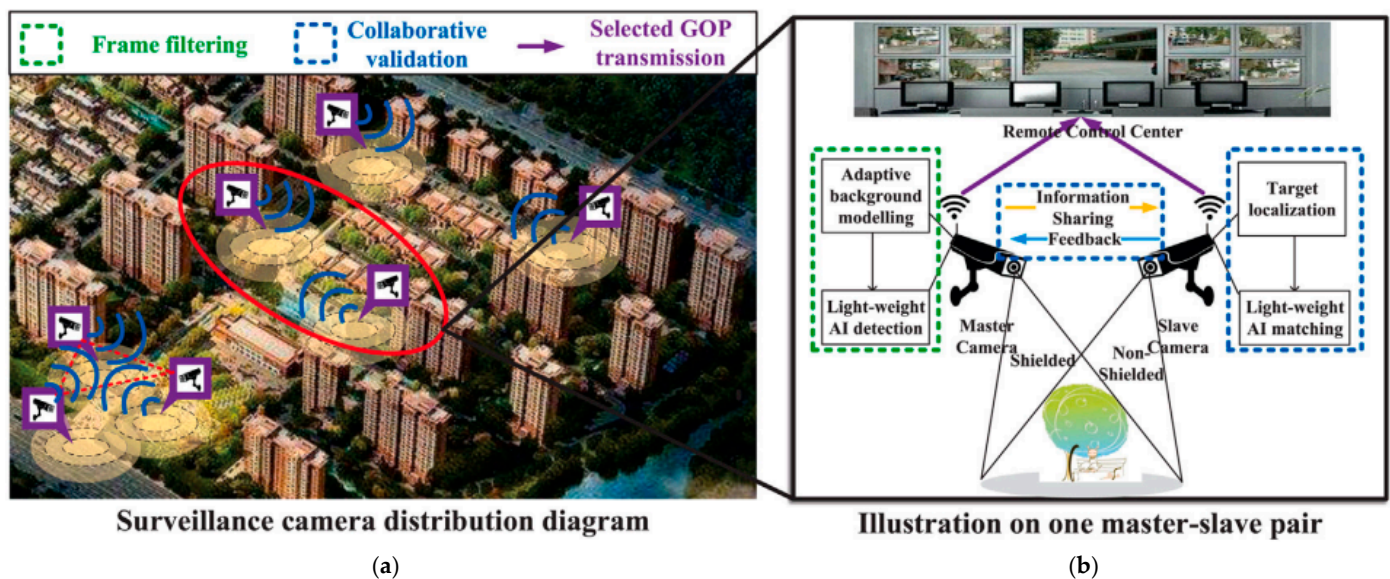 Frame filtering
Collaborative
validation
Selected GOP
transmission
Remote Control Center
Adaptive
background
modelling
Light-weight
AI detection
Information
Sharing
Feedback
Target
localization
Light-weight
AI matching
Master
Camera
Shielded
Non-
Shielded
Slave
Camera
Surveillance camera distribution diagram
Illustration on one master-slave pair
(a)
(b)